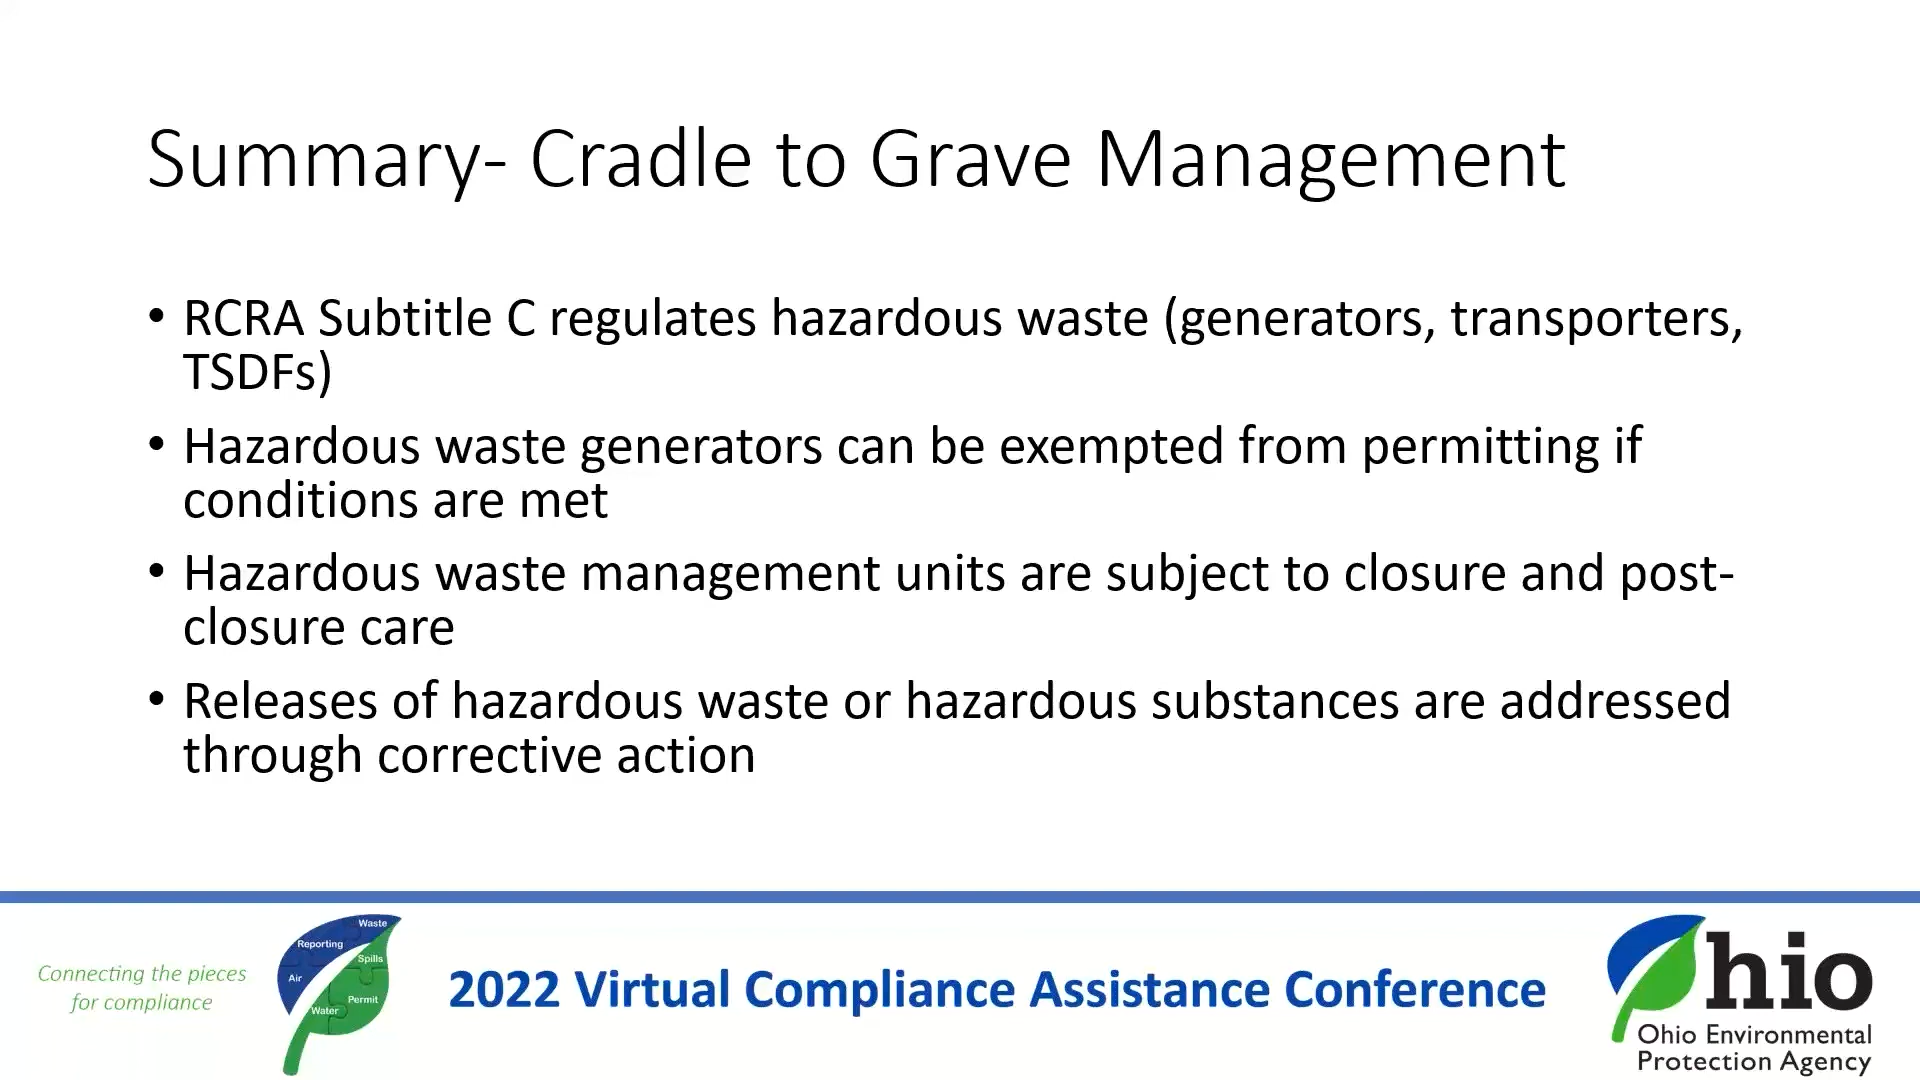 Summary- Cradle to Grave Management
• RCRA Subtitle C regulates hazardous waste (generators, transporters,
TSDFs)
• Hazardous waste generators can be exempted from permitting if
conditions are met
• Hazardous waste management units are subject to closure and post-
closure care
• Releases of hazardous waste or hazardous substances are addressed
through corrective action
Connecting the pieces
for compliance
Waste
Reporting
Spills
Air
Permit
Water
2022 Virtual Compliance Assistance Conference
Ohio
Ohio Environmental
Protection Agency